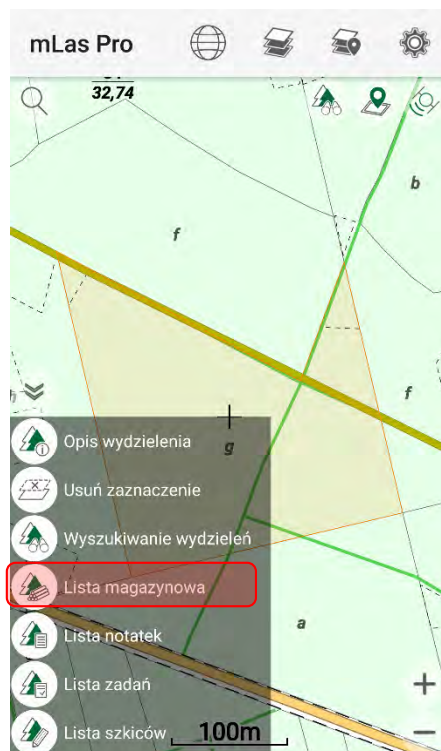 mLas Pro
32,74
b
f
f
g
Opis wydzielenia
Usuń zaznaczenie
Wyszukiwanie wydzieleń
Lista magazynowa
a
Lista notatek
Lista zadań
Lista szkiców
100m